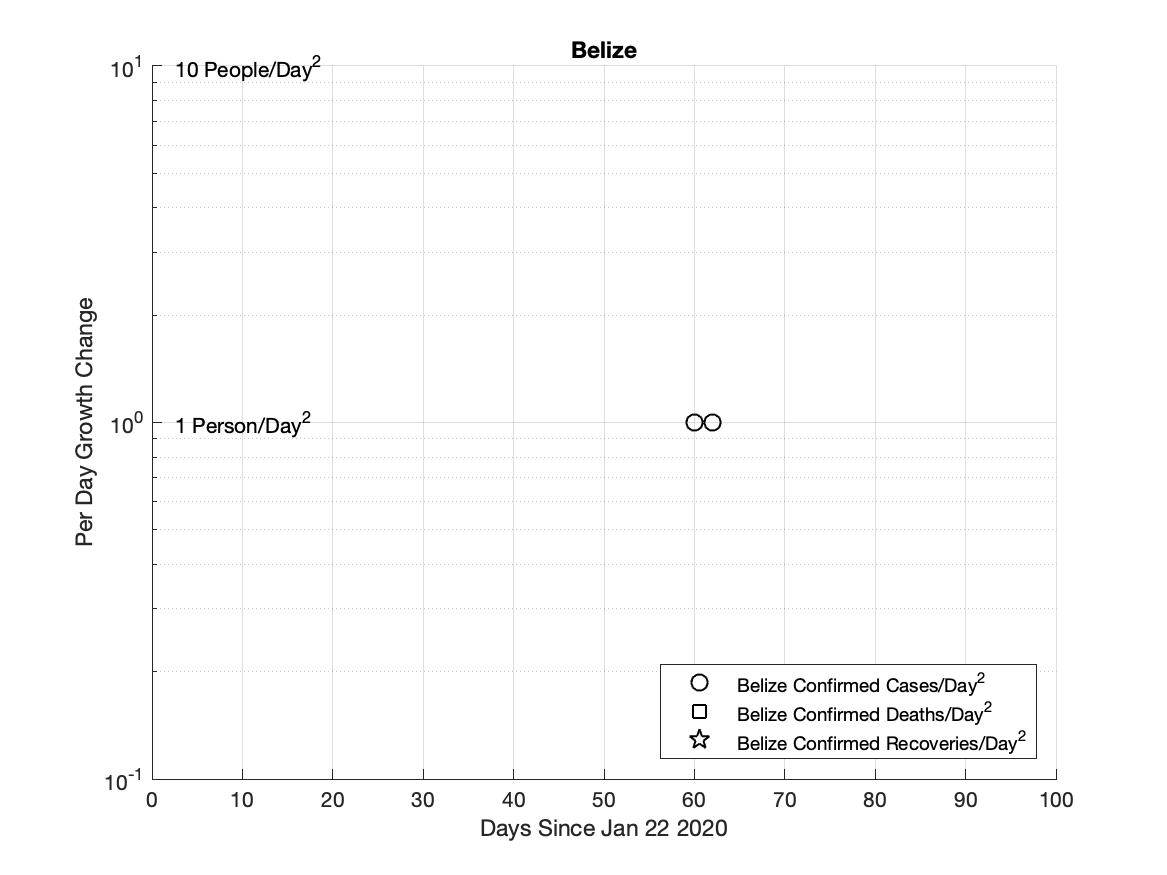 Belize
10¹
10 People/Day²
10⁰
1 Person/Day²
Per Day Growth Change
Belize Confirmed Cases/Day²
Belize Confirmed Deaths/Day²
Belize Confirmed Recoveries/Day²
10⁻¹
0 10 20 30 40 50 60 70 80 90 100
Days Since Jan 22 2020